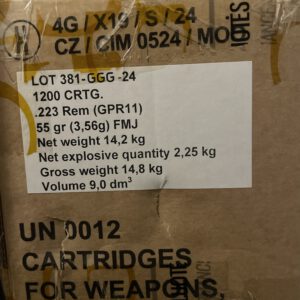 4G / X19 / S / 24
CZ / CIM 0524 / MO
LOT 381-GGG -24
1200 CRTG.
.223 Rem (GPR11)
55 gr (3,56g) FMJ
Net weight 14,2 kg
Net explosive quantity 2,25 kg
Gross weight 14,8 kg
Volume 9,0 dm³
UN 0012
CARTRIDGES
FOR WEAPONS,